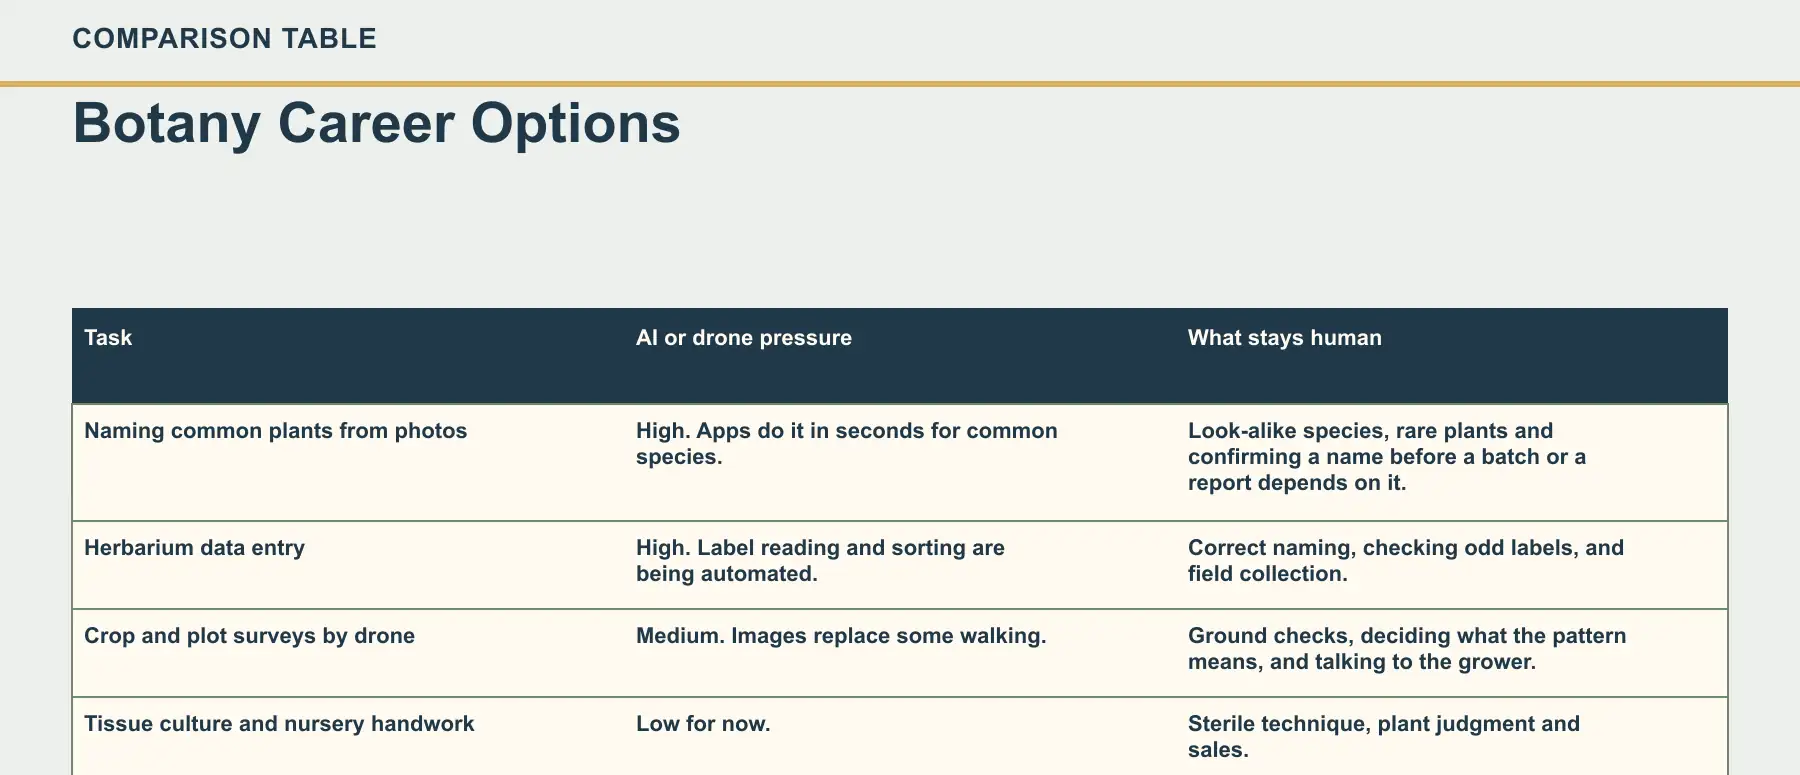 COMPARISON TABLE
Botany Career Options
Task
AI or drone pressure
What stays human
Naming common plants from photos
High. Apps do it in seconds for common
species.
Look-alike species, rare plants and
confirming a name before a batch or a
report depends on it.
Herbarium data entry
High. Label reading and sorting are
being automated.
Correct naming, checking odd labels, and
field collection.
Crop and plot surveys by drone
Medium. Images replace some walking.
Ground checks, deciding what the pattern
means, and talking to the grower.
Tissue culture and nursery handwork
Low for now.
Sterile technique, plant judgment and
sales.